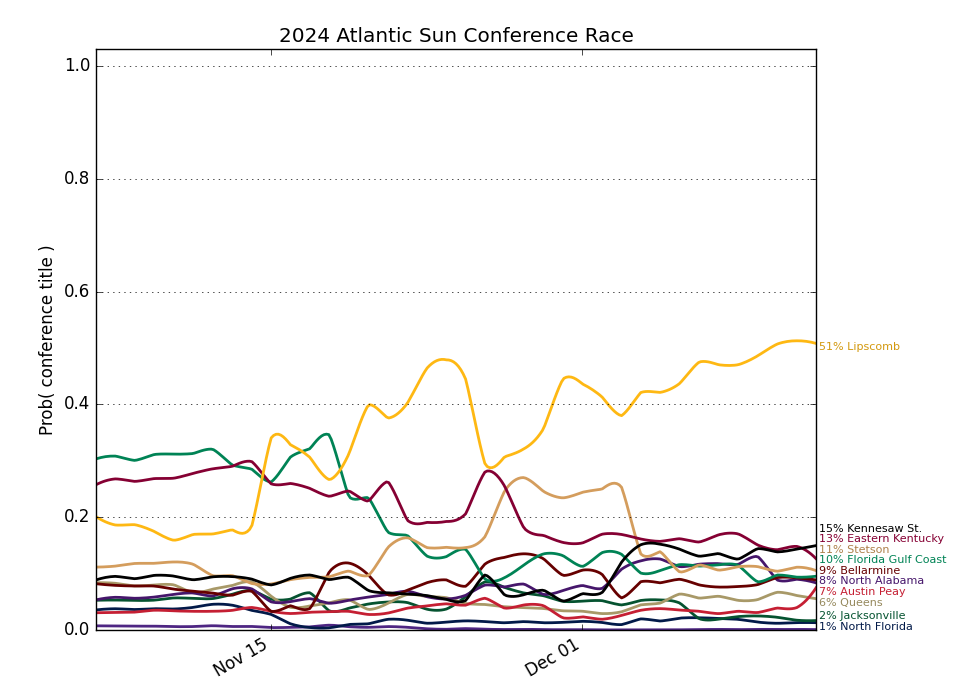 2024 Atlantic Sun Conference Race
Prob( conference title )
1.0
0.8
0.6
0.4
0.2
0.0
Nov 15
Dec 01
51% Lipscomb
15% Kennesaw St.
13% Eastern Kentucky
11% Stetson
10% Florida Gulf Coast
9% Bellarmine
8% North Alabama
7% Austin Peay
6% Queens
2% Jacksonville
1% North Florida